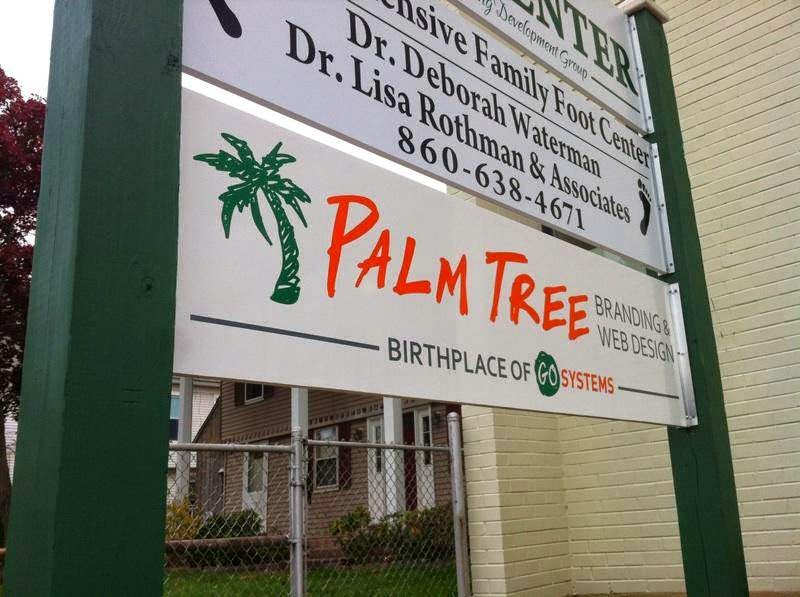 ENTER
Development Group
Family Foot Center
Dr. Deborah Waterman
Dr. Lisa Rothman & Associates
860-638-4671
PALM TREE
BRANDING &
WEB DESIGN
BIRTHPLACE OF GO SYSTEMS